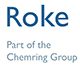 Roke
Part of the
Chemring Group